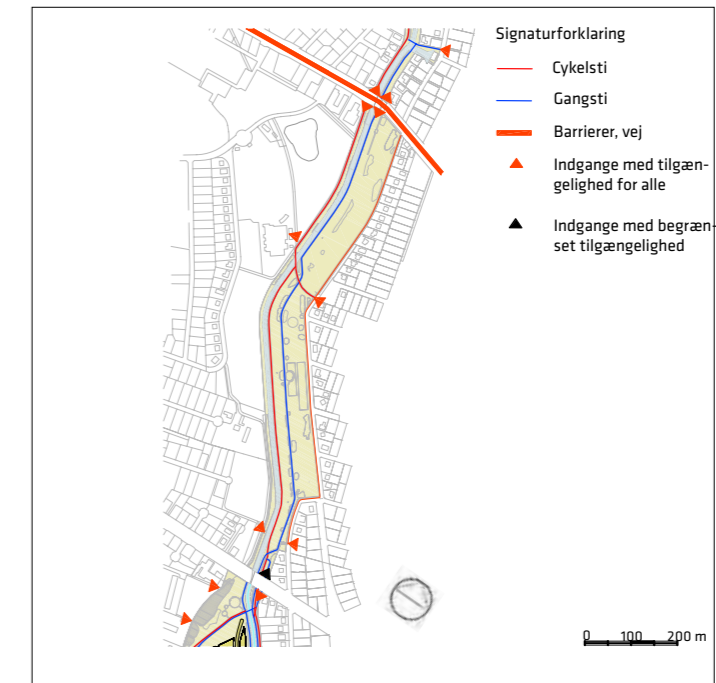 Signaturforklaring
Cykelsti
Gangsti
Barrierer, vej
Indgange med tilgæn-
gelighed for alle
Indgange med begræn-
set tilgængelighed
0 100 200 m